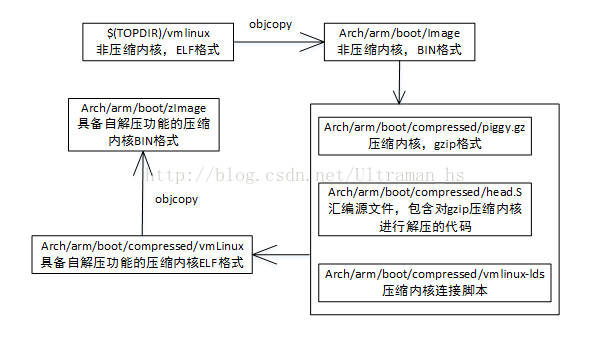 objcopy
$(TOPDIR)/vmlinux
非压缩内核，ELF格式
Arch/arm/boot/Image
非压缩内核，BIN格式
Arch/arm/boot/zImage
具备自解压功能的压缩
内核BIN格式
Arch/arm/boot/compressed/piggy.gz
压缩内核，gzip格式
http://blog.csdn.net/Ultraman_hs
Arch/arm/boot/compressed/head.S
汇编源文件，包含对gzip压缩内核
进行解压的代码
objcopy
Arch/arm/boot/compressed/vmLinux
具备自解压功能的压缩内核ELF格式
Arch/arm/boot/compressed/vmlinux-lds
压缩内核连接脚本